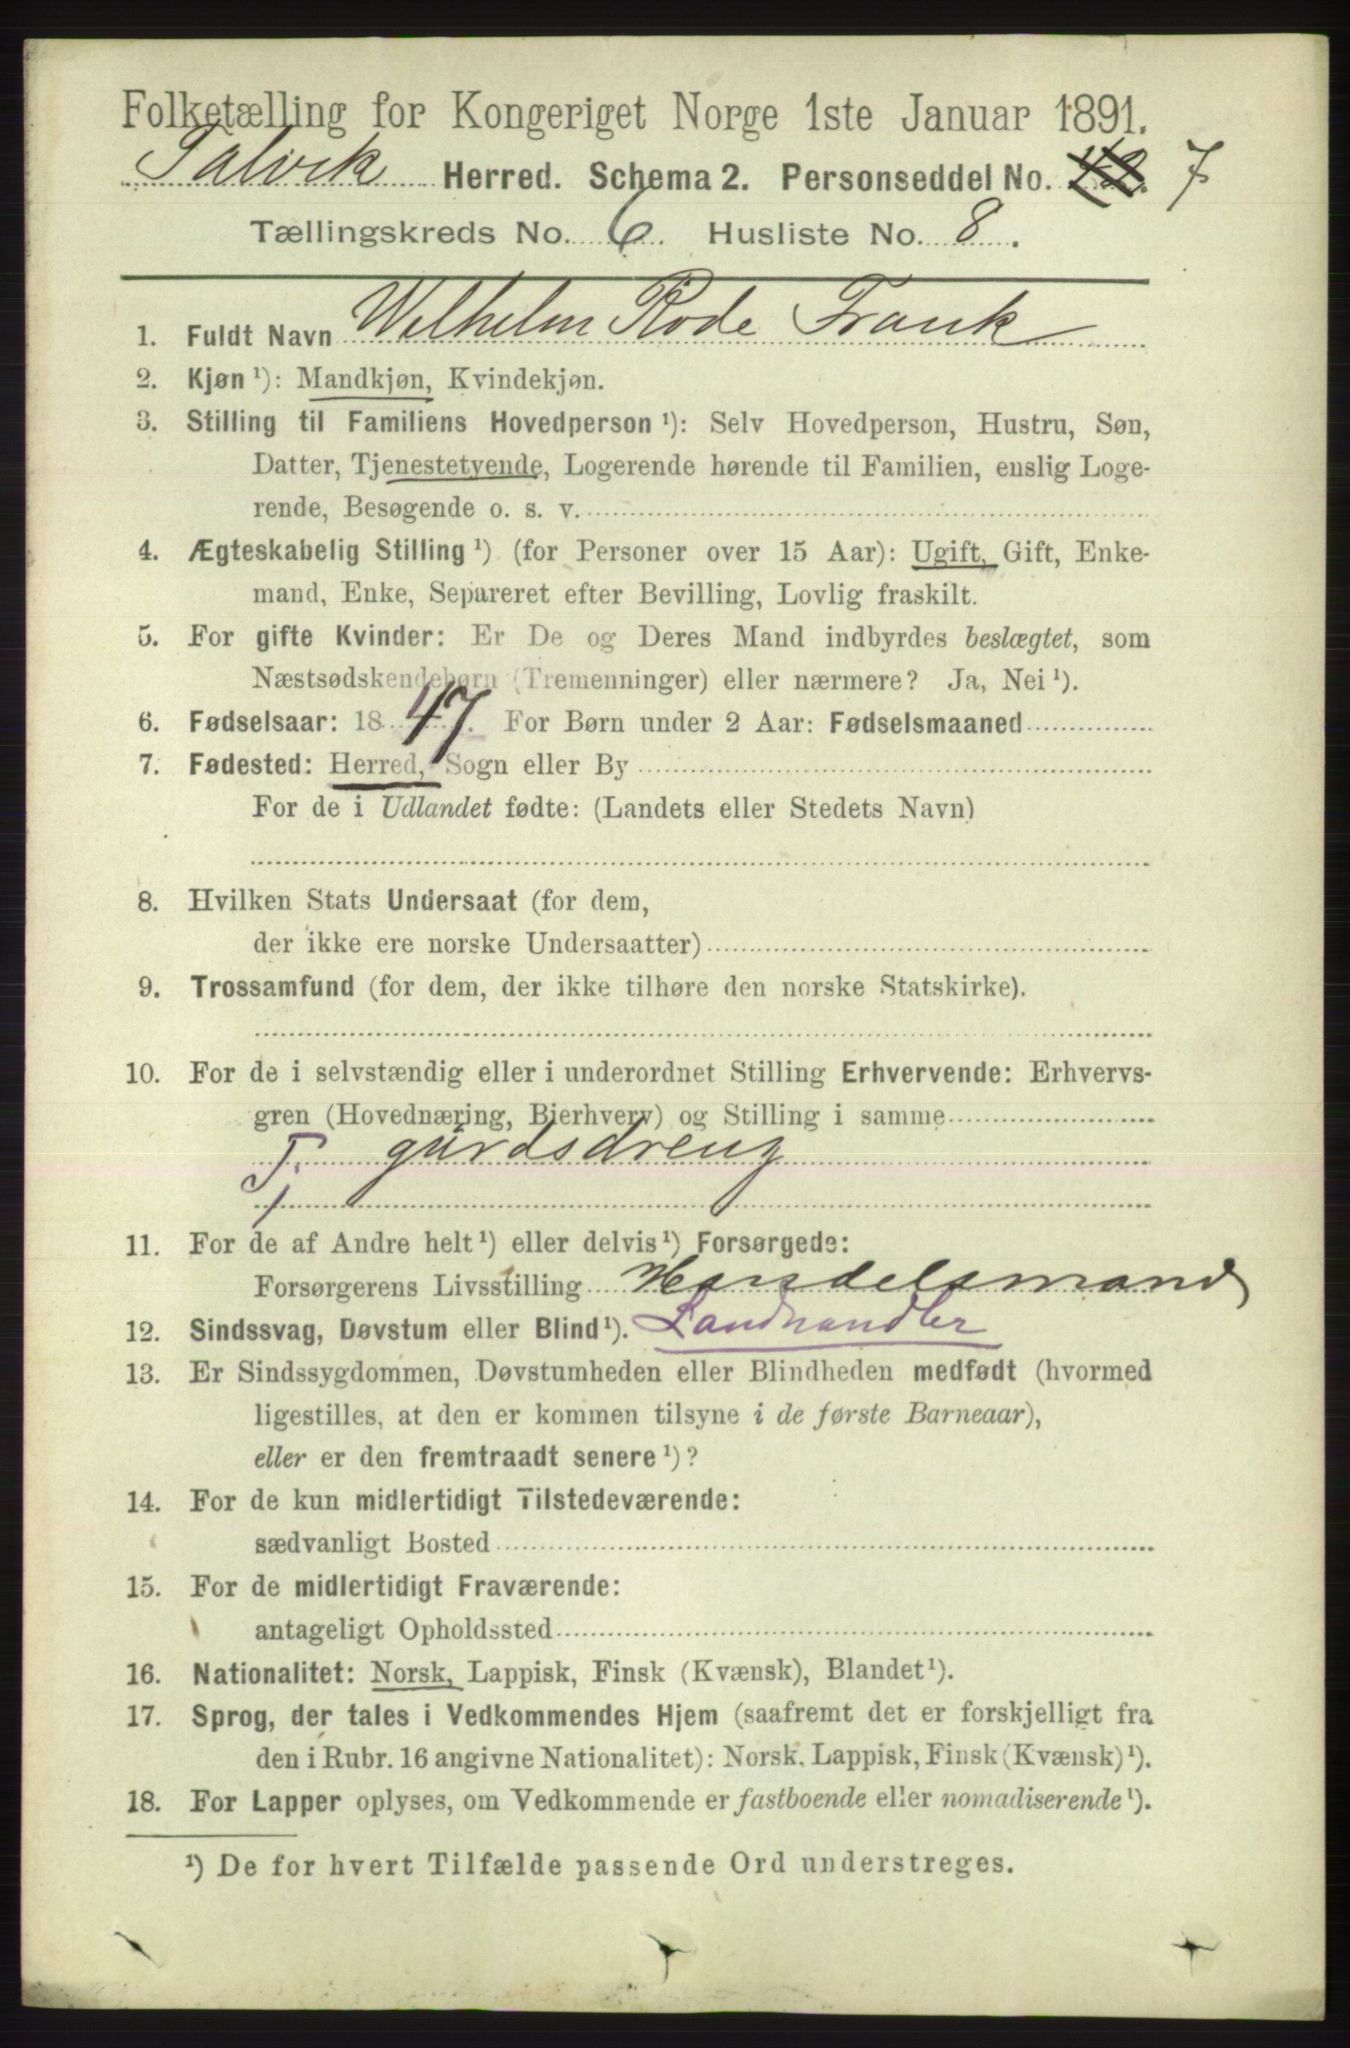 Folketælling for Kongeriget Norge 1ste Januar 1891.
Talvik Herred. Schema 2. Personseddel No. 7
Tællingskreds No. 6. Husliste No. 8.
1. Fuldt Navn Wilhelm Rode Frank
2. Kjøn ¹): Mandkjøn, Kvindekjøn.
3. Stilling til Familiens Hovedperson ¹): Selv Hovedperson, Hustru, Søn,
Datter, Tjenestetyende, Logerende hørende til Familien, enslig Loge-
rende, Besøgende o. s. v.
4. Ægteskabelig Stilling ¹) (for Personer over 15 Aar): Ugift, Gift, Enke-
mand, Enke, Separeret efter Bevilling, Lovlig fraskilt.
5. For gifte Kvinder: Er De og Deres Mand indbyrdes beslægtet, som
Næstsødskendebørn (Tremenninger) eller nærmere? Ja, Nei ¹).
6. Fødselsaar: 1847. For Børn under 2 Aar: Fødselsmaaned
7. Fødested: Herred, Sogn eller By
For de i Udlandet fødte: (Landets eller Stedets Navn)
8. Hvilken Stats Undersaat (for dem,
der ikke ere norske Undersaatter)
9. Trossamfund (for dem, der ikke tilhøre den norske Statskirke).
10. For de i selvstændig eller i underordnet Stilling Erhvervende: Erhvervs-
gren (Hovednæring, Bierhverv) og Stilling i samme
Tj gårdsdreng
11. For de af Andre helt ¹) eller delvis ¹) Forsørgede:
Forsørgerens Livsstilling Handelsmand
12. Sindssvag, Døvstum eller Blind ¹). Landhandler
13. Er Sindssygdommen, Døvstumheden eller Blindheden medfødt (hvormed
ligestilles, at den er kommen tilsyne i de første Barneaar),
eller er den fremtraadt senere ¹)?
14. For de kun midlertidigt Tilstedeværende:
sædvanligt Bosted
15. For de midlertidigt Fraværende:
antageligt Opholdssted
16. Nationalitet: Norsk, Lappisk, Finsk (Kvænsk), Blandet ¹).
17. Sprog, der tales i Vedkommendes Hjem (saafremt det er forskjelligt fra
den i Rubr. 16 angivne Nationalitet): Norsk, Lappisk, Finsk (Kvænsk) ¹).
18. For Lapper oplyses, om Vedkommende er fastboende eller nomadiserende ¹).
¹) De for hvert Tilfælde passende Ord understreges.